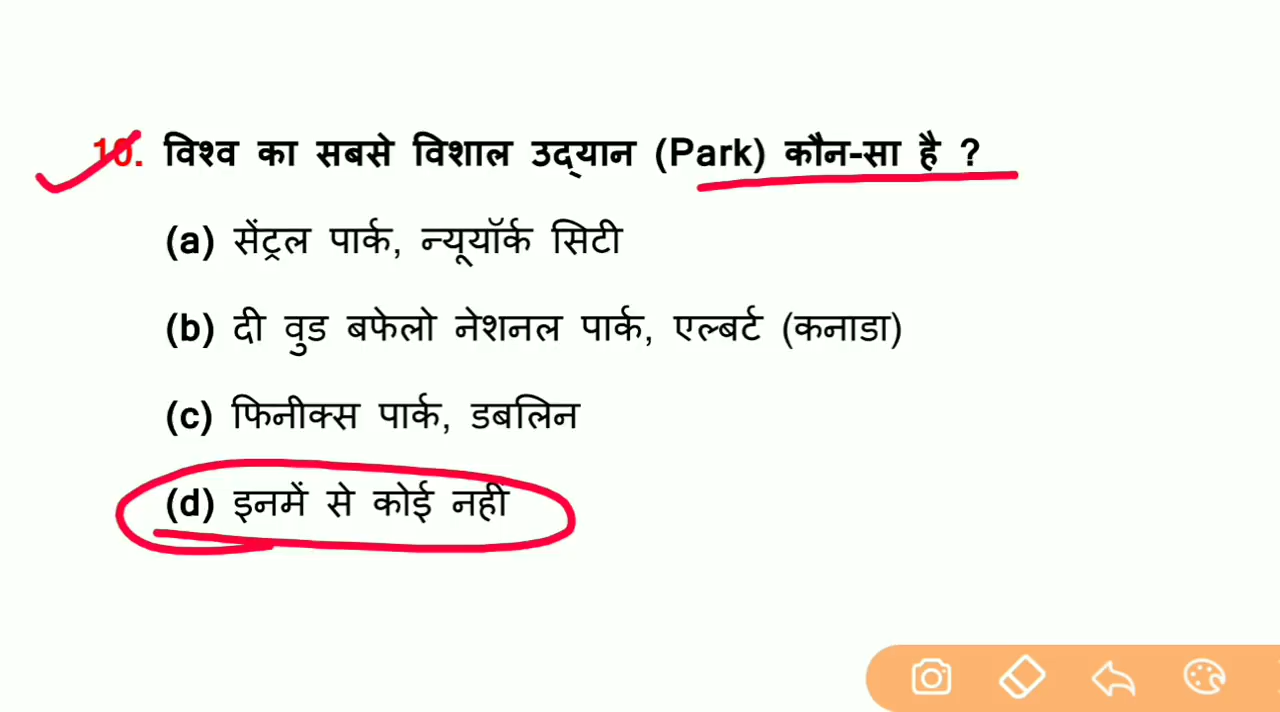 10. विश्व का सबसे विशाल उद्‌यान (Park) कौन-सा है ?
(a) सेंट्रल पार्क, न्यूयॉर्क सिटी
(b) दी वुड बफेलो नेशनल पार्क, एल्बर्ट (कनाडा)
(c) फिनीक्स पार्क, डबलिन
(d) इनमें से कोई नही